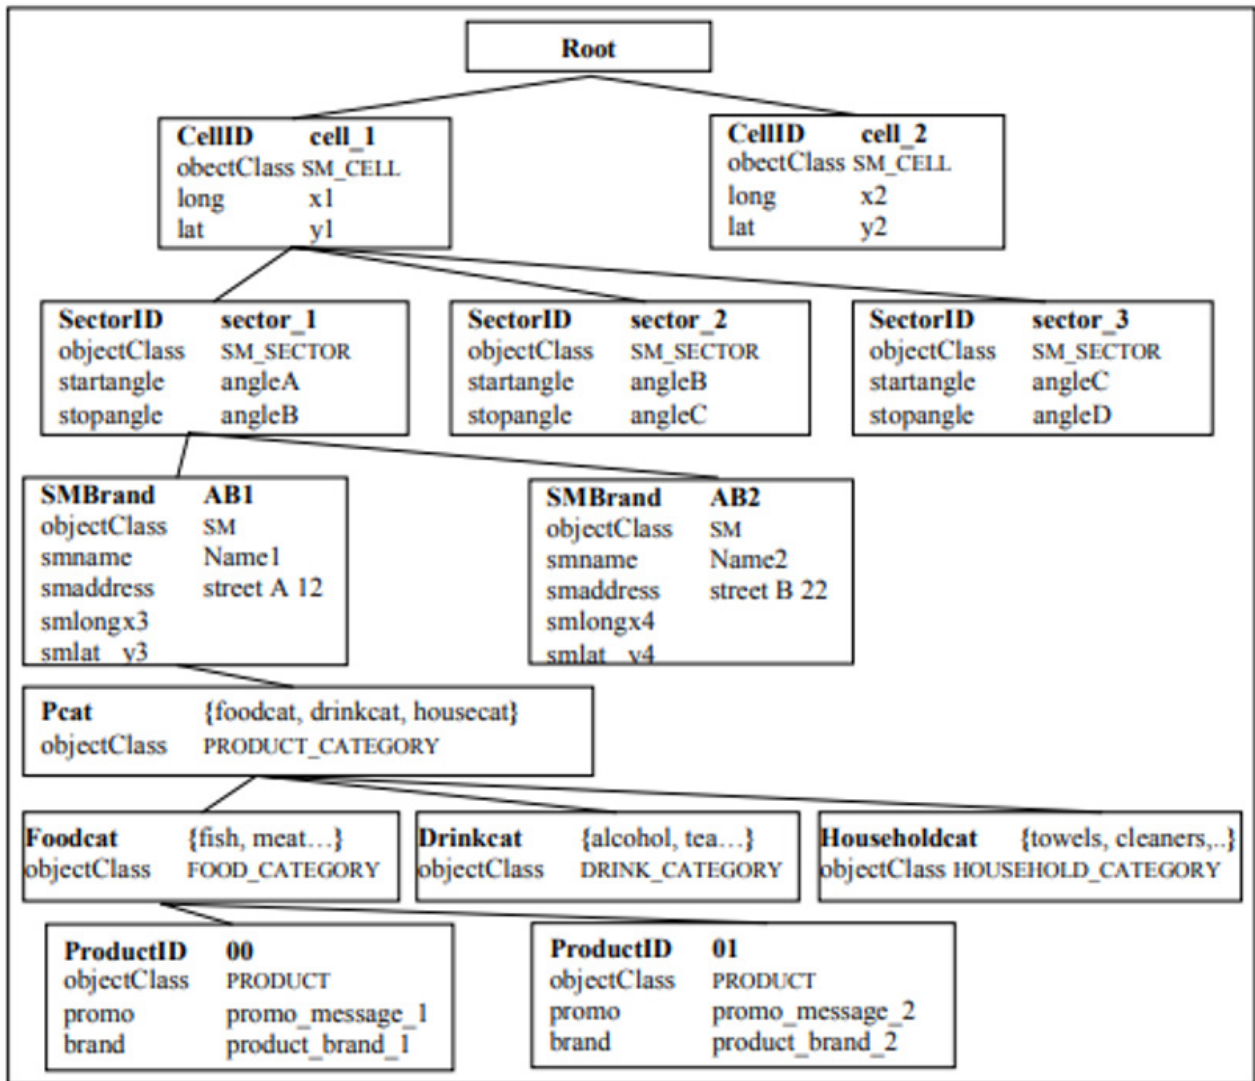 Root
CellID cell_1
obectClass SM_CELL
long x1
lat y1
CellID cell_2
obectClass SM_CELL
long x2
lat y2
SectorID sector_1
objectClass SM_SECTOR
startangle angleA
stopangle angleB
SectorID sector_2
objectClass SM_SECTOR
startangle angleB
stopangle angleC
SectorID sector_3
objectClass SM_SECTOR
startangle angleC
stopangle angleD
SMBrand AB1
objectClass SM
smname Name1
smaddress street A 12
smlongx3
smlat y3
SMBrand AB2
objectClass SM
smname Name2
smaddress street B 22
smlongx4
smlat y4
Pcat {foodcat, drinkcat, housecat}
objectClass PRODUCT_CATEGORY
Foodcat {fish, meat…}
objectClass FOOD_CATEGORY
Drinkcat {alcohol, tea…}
objectClass DRINK_CATEGORY
Householdcat {towels, cleaners,..}
objectClass HOUSEHOLD_CATEGORY
ProductID 00
objectClass PRODUCT
promo promo_message_1
brand product_brand_1
ProductID 01
objectClass PRODUCT
promo promo_message_2
brand product_brand_2